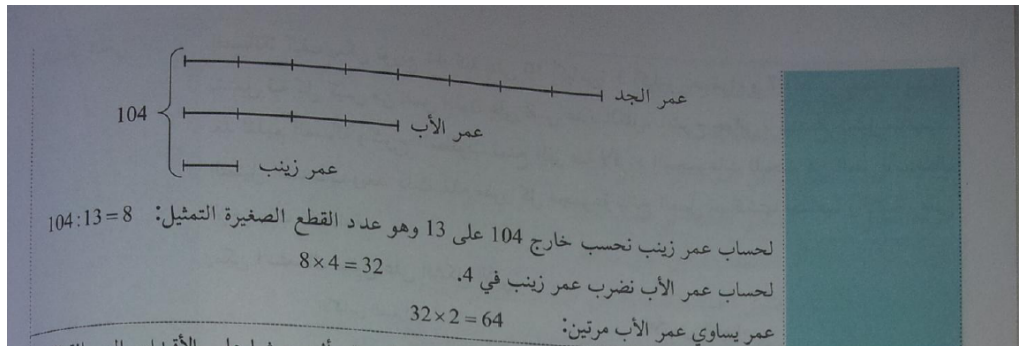 عمر الجد
104
عمر الأب
عمر زينب
لحساب عمر زينب نحسب خارج 104 على 13 وهو عدد القطع الصغيرة التمثيل: 104:13=8
لحساب عمر الأب نضرب عمر زينب في 4. 8×4=32
عمر يساوي عمر الأب مرتين: 32×2=64